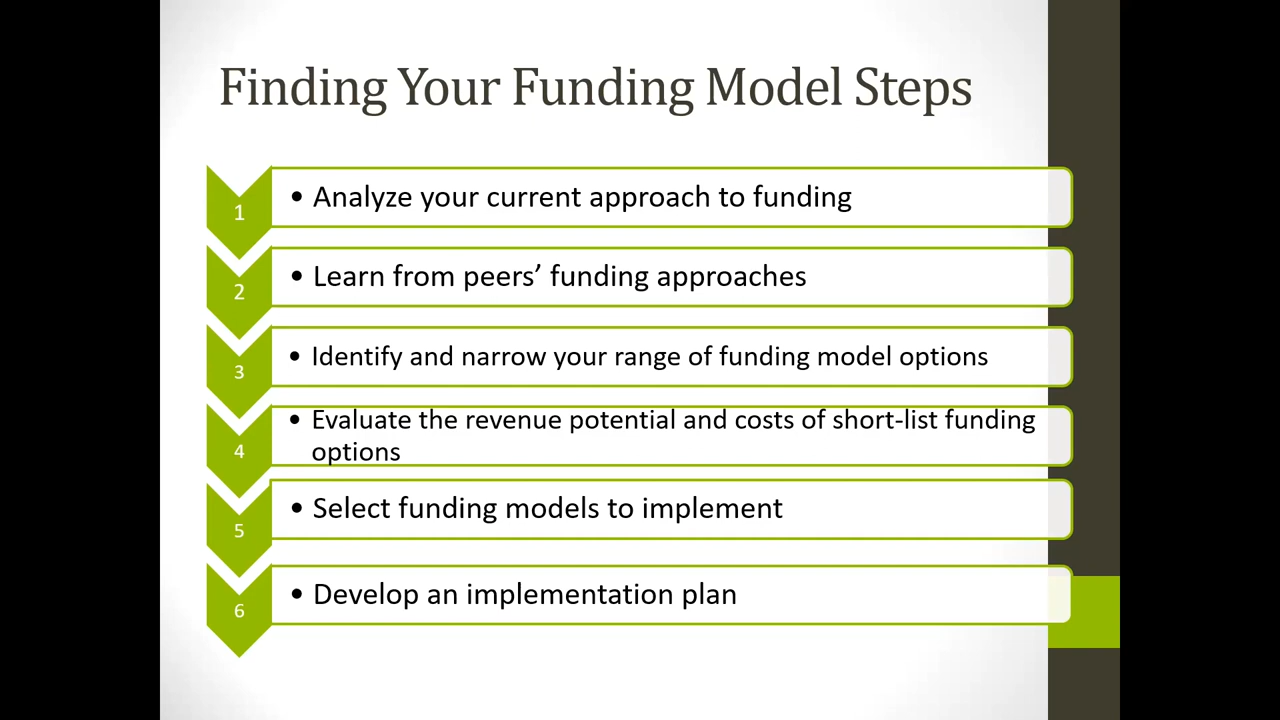 Finding Your Funding Model Steps
1
• Analyze your current approach to funding
2
• Learn from peers’ funding approaches
3
• Identify and narrow your range of funding model options
4
• Evaluate the revenue potential and costs of short-list funding
options
5
• Select funding models to implement
6
• Develop an implementation plan